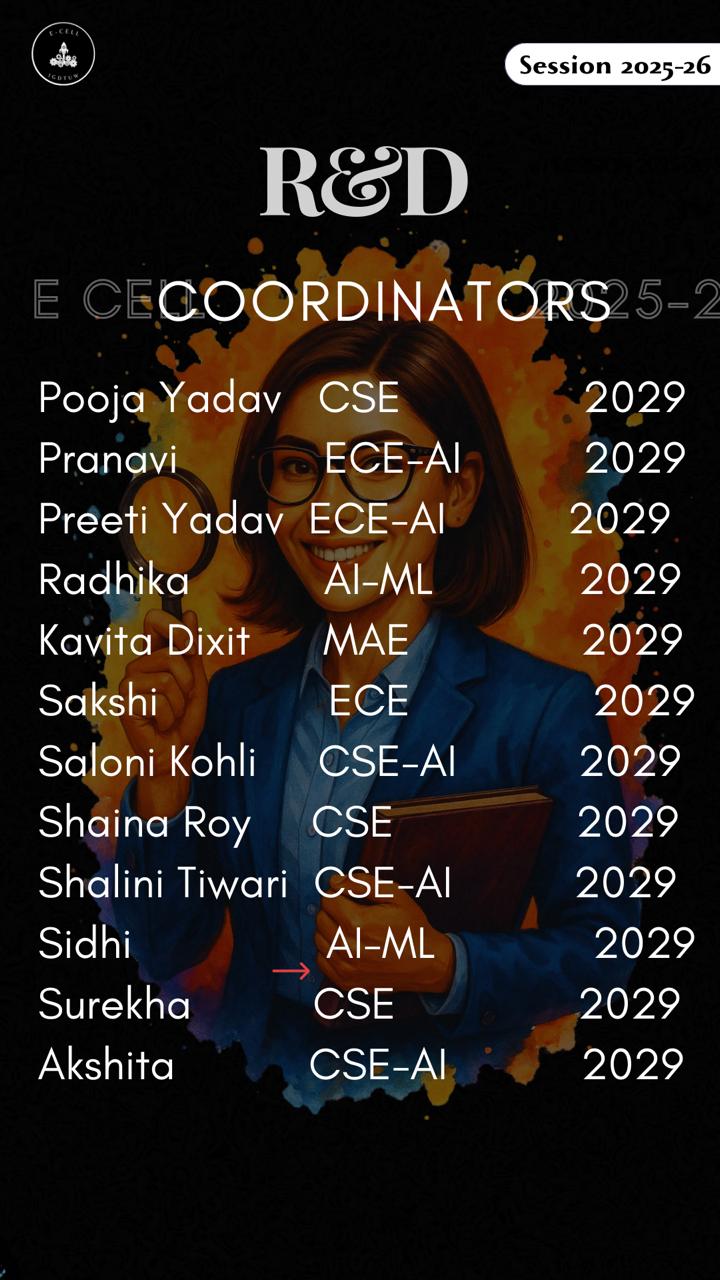 E-CELL
IGDTUW
Session 2025-26
R&D
E CELL 2025-2
COORDINATORS
Pooja Yadav CSE 2029
Pranavi ECE-AI 2029
Preeti Yadav ECE-AI 2029
Radhika AI-ML 2029
Kavita Dixit MAE 2029
Sakshi ECE 2029
Saloni Kohli CSE-AI 2029
Shaina Roy CSE 2029
Shalini Tiwari CSE-AI 2029
Sidhi AI-ML 2029
Surekha CSE 2029
Akshita CSE-AI 2029